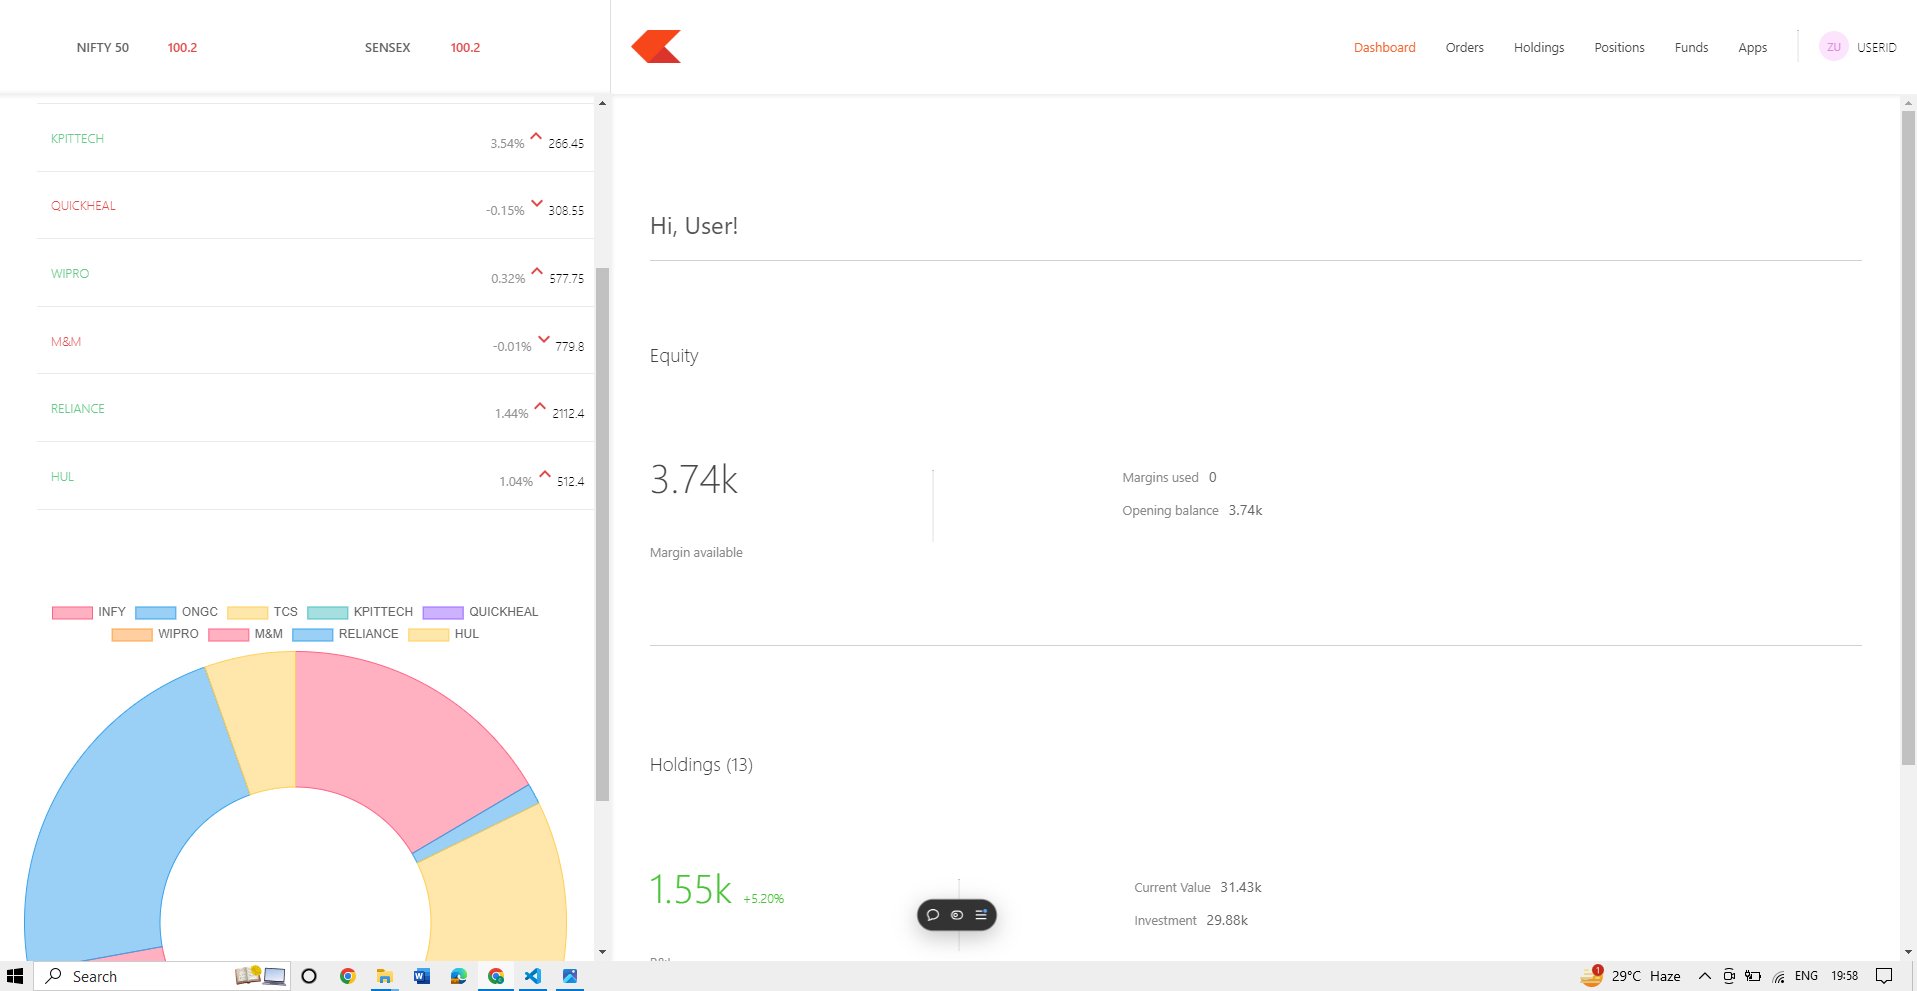 NIFTY 50 100.2 SENSEX 100.2
Dashboard Orders Holdings Positions Funds Apps ZU USERID
KPITTECH 3.54% 266.45
QUICKHEAL -0.15% 308.55
WIPRO 0.32% 577.75
M&M -0.01% 779.8
RELIANCE 1.44% 2112.4
HUL 1.04% 512.4
INFY ONGC TCS KPITTECH QUICKHEAL
WIPRO M&M RELIANCE HUL
Hi, User!
Equity
3.74k
Margin available
Margins used 0
Opening balance 3.74k
Holdings (13)
1.55k +5.20%
Current Value 31.43k
Investment 29.88k
Search
1 29°C Haze ENG 19:58